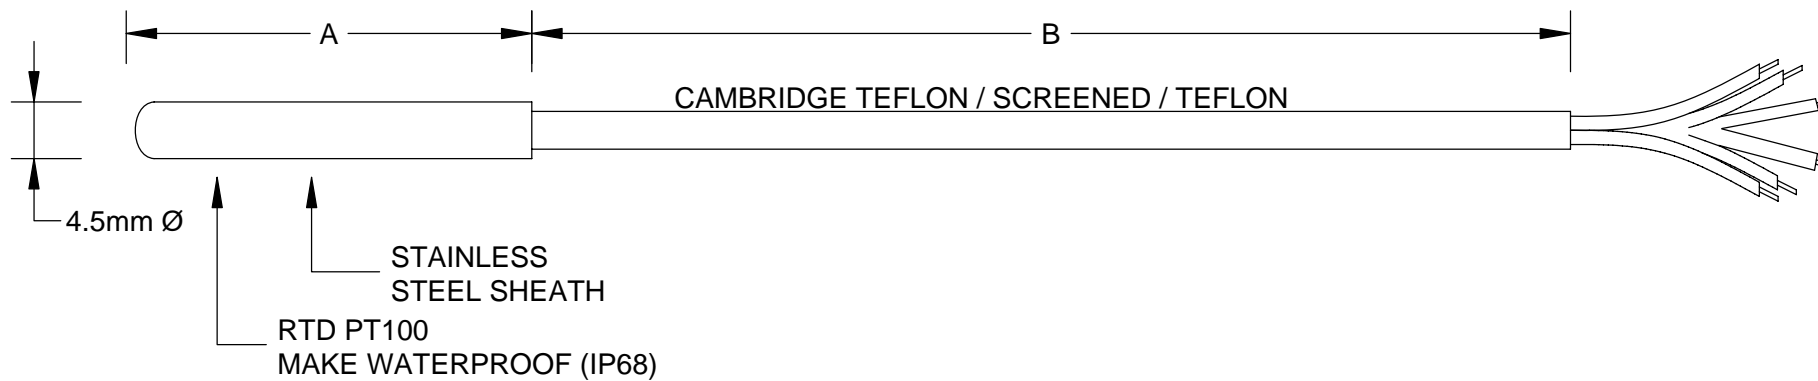 A
B
CAMBRIDGE TEFLON / SCREENED / TEFLON
4.5mm Ø
STAINLESS
STEEL SHEATH
RTD PT100
MAKE WATERPROOF (IP68)